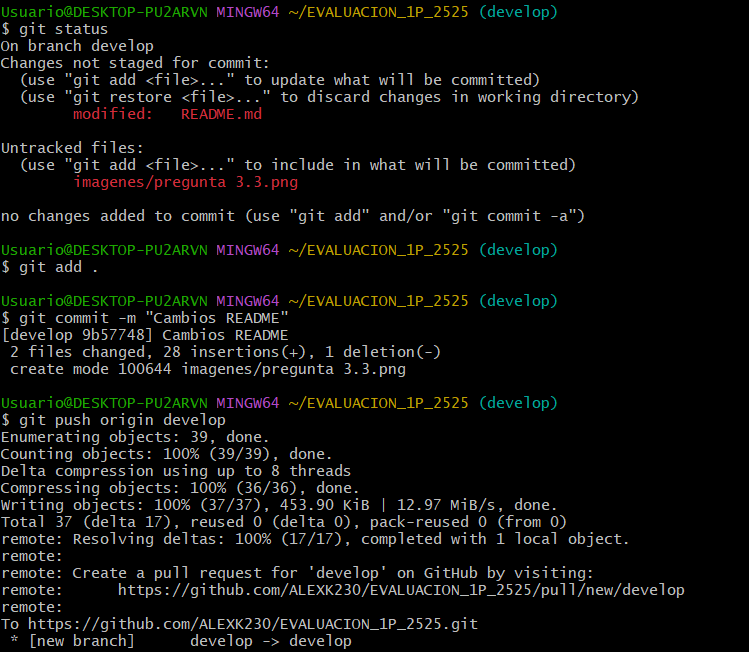 Usuario@DESKTOP-PU2ARVN MINGW64 ~/EVALUACION_1P_2525 (develop)
$ git status
On branch develop
Changes not staged for commit:
  (use "git add <file>..." to update what will be committed)
  (use "git restore <file>..." to discard changes in working directory)
        modified:   README.md

Untracked files:
  (use "git add <file>..." to include in what will be committed)
        imagenes/pregunta 3.3.png

no changes added to commit (use "git add" and/or "git commit -a")

Usuario@DESKTOP-PU2ARVN MINGW64 ~/EVALUACION_1P_2525 (develop)
$ git add .

Usuario@DESKTOP-PU2ARVN MINGW64 ~/EVALUACION_1P_2525 (develop)
$ git commit -m "Cambios README"
[develop 9b57748] Cambios README
 2 files changed, 28 insertions(+), 1 deletion(-)
 create mode 100644 imagenes/pregunta 3.3.png

Usuario@DESKTOP-PU2ARVN MINGW64 ~/EVALUACION_1P_2525 (develop)
$ git push origin develop
Enumerating objects: 39, done.
Counting objects: 100% (39/39), done.
Delta compression using up to 8 threads
Compressing objects: 100% (36/36), done.
Writing objects: 100% (37/37), 453.90 KiB | 12.97 MiB/s, done.
Total 37 (delta 17), reused 0 (delta 0), pack-reused 0 (from 0)
remote: Resolving deltas: 100% (17/17), completed with 1 local object.
remote:
remote: Create a pull request for 'develop' on GitHub by visiting:
remote:      https://github.com/ALEXK230/EVALUACION_1P_2525/pull/new/develop
remote:
To https://github.com/ALEXK230/EVALUACION_1P_2525.git
 * [new branch]      develop -> develop